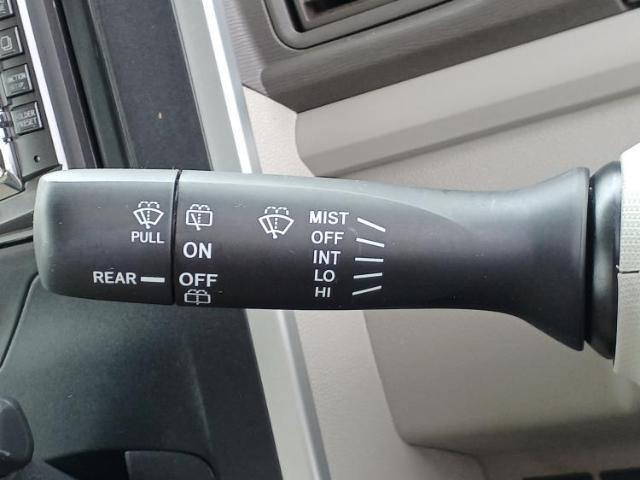 PULL
REAR
ON
OFF
MIST
OFF
INT
LO
HI